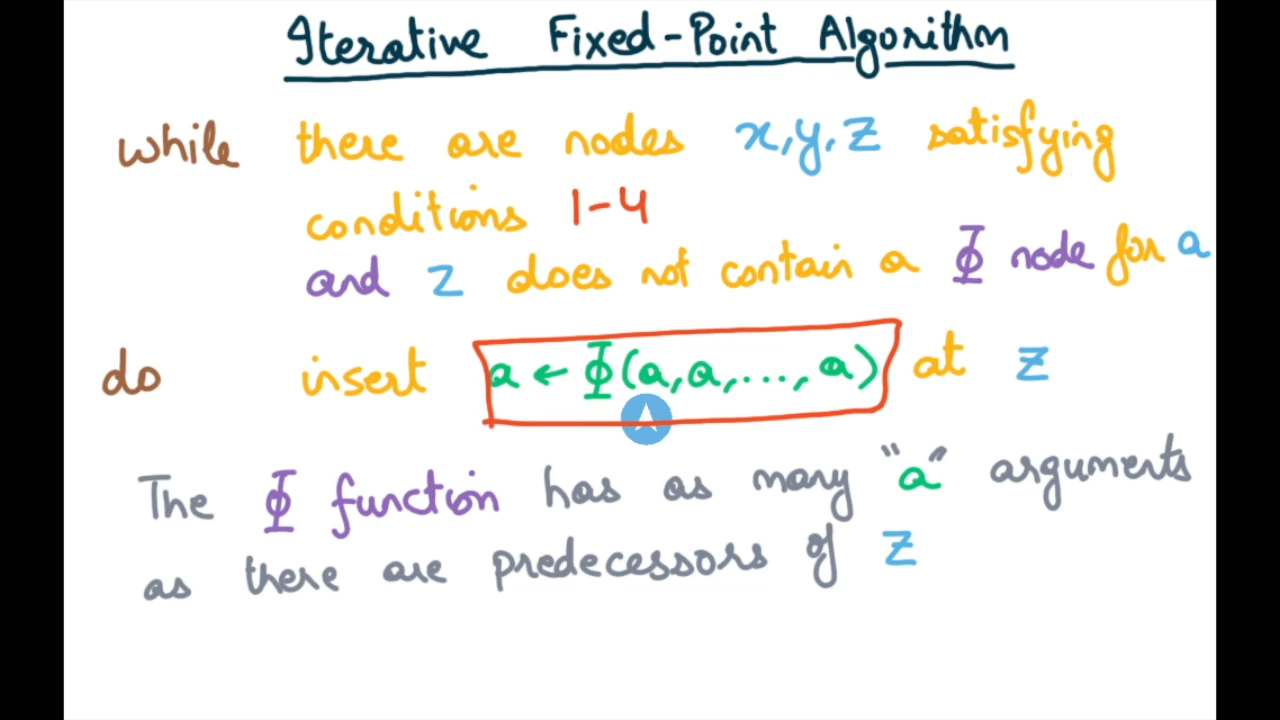 Iterative Fixed-Point Algorithm
while there are nodes x, y, z satisfying
conditions 1-4
and z does not contain a Φ node for a
do insert a ← Φ(a, a, ..., a) at z
The Φ function has as many "a" arguments
as there are predecessors of z